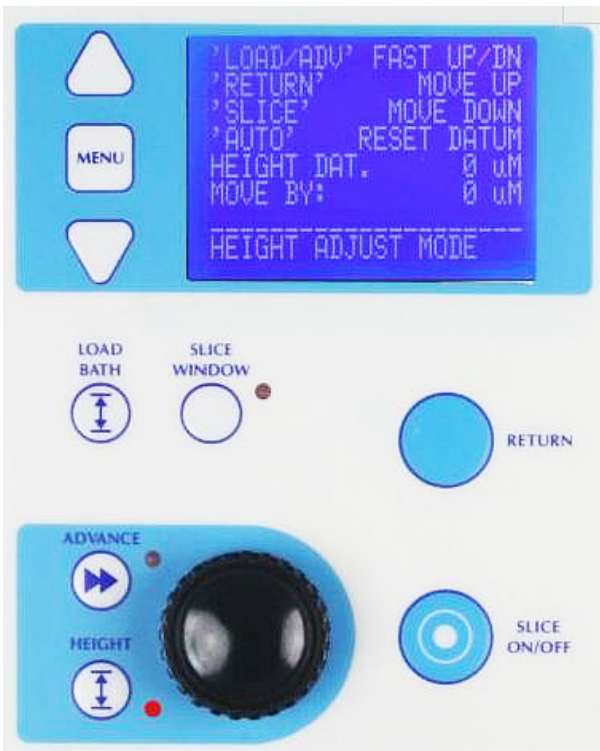 'LOAD/ADV' FAST UP/DN
'RETURN' MOVE UP
'SLICE' MOVE DOWN
'AUTO' RESET DATUM
HEIGHT DAT. 0 uM
MOVE BY: 0 uM
HEIGHT ADJUST MODE
MENU
LOAD BATH
SLICE WINDOW
RETURN
ADVANCE
HEIGHT
SLICE ON/OFF